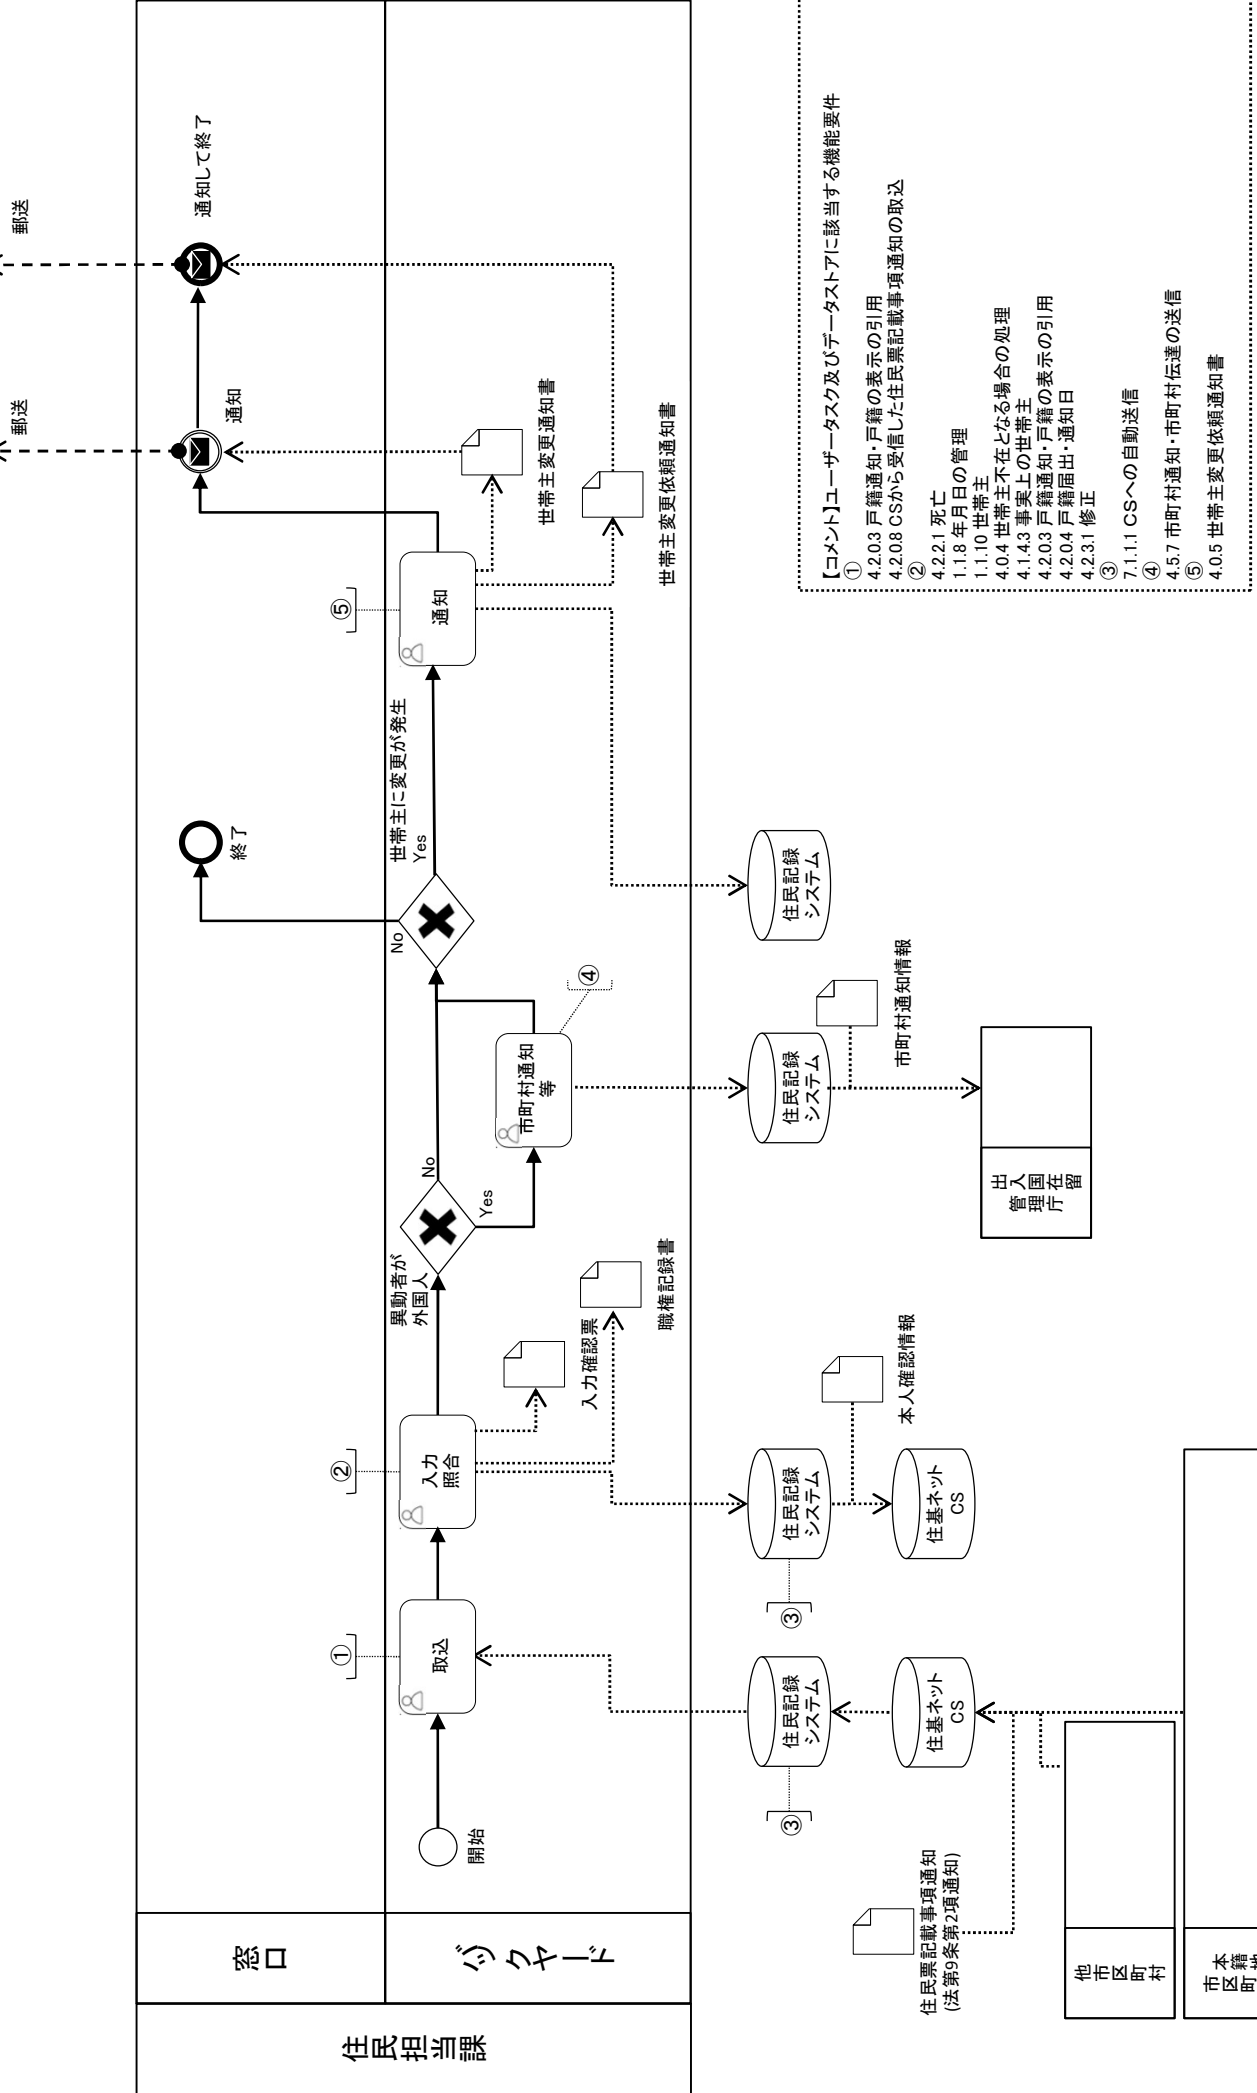 郵送
郵送
住民担当課
窓口
バックヤード
通知
通知して終了
終了
開始
①
取込
②
入力
照合
異動者が
外国人
No
Yes
市町村通知
等
④
No
Yes
世帯主に変更が発生
⑤
通知
入力確認票
職権記録書
世帯主変更通知書
世帯主変更依頼通知書
③
住民記録
システム
③
住民記録
システム
住民記録
システム
住民記録
システム
住基ネット
CS
住基ネット
CS
本人確認情報
市町村通知情報
出入国在留
管理庁
住民票記載事項通知
(法第9条第2項通知)
他市区町村
本籍
市区町
【コメント】ユーザータスク及びデータストアに該当する機能要件
①
4.2.0.3 戸籍通知・戸籍の表示の引用
4.2.0.8 CSから受信した住民票記載事項通知の取込
②
4.2.2.1 死亡
1.1.8 年月日の管理
1.1.10 世帯主
4.0.4 世帯主不在となる場合の処理
4.1.4.3 事実上の世帯主
4.2.0.3 戸籍通知・戸籍の表示の引用
4.2.0.4 戸籍届出・通知日
4.2.3.1 修正
③
7.1.1.1 CSへの自動送信
④
4.5.7 市町村通知・市町村伝達の送信
⑤
4.0.5 世帯主変更依頼通知書